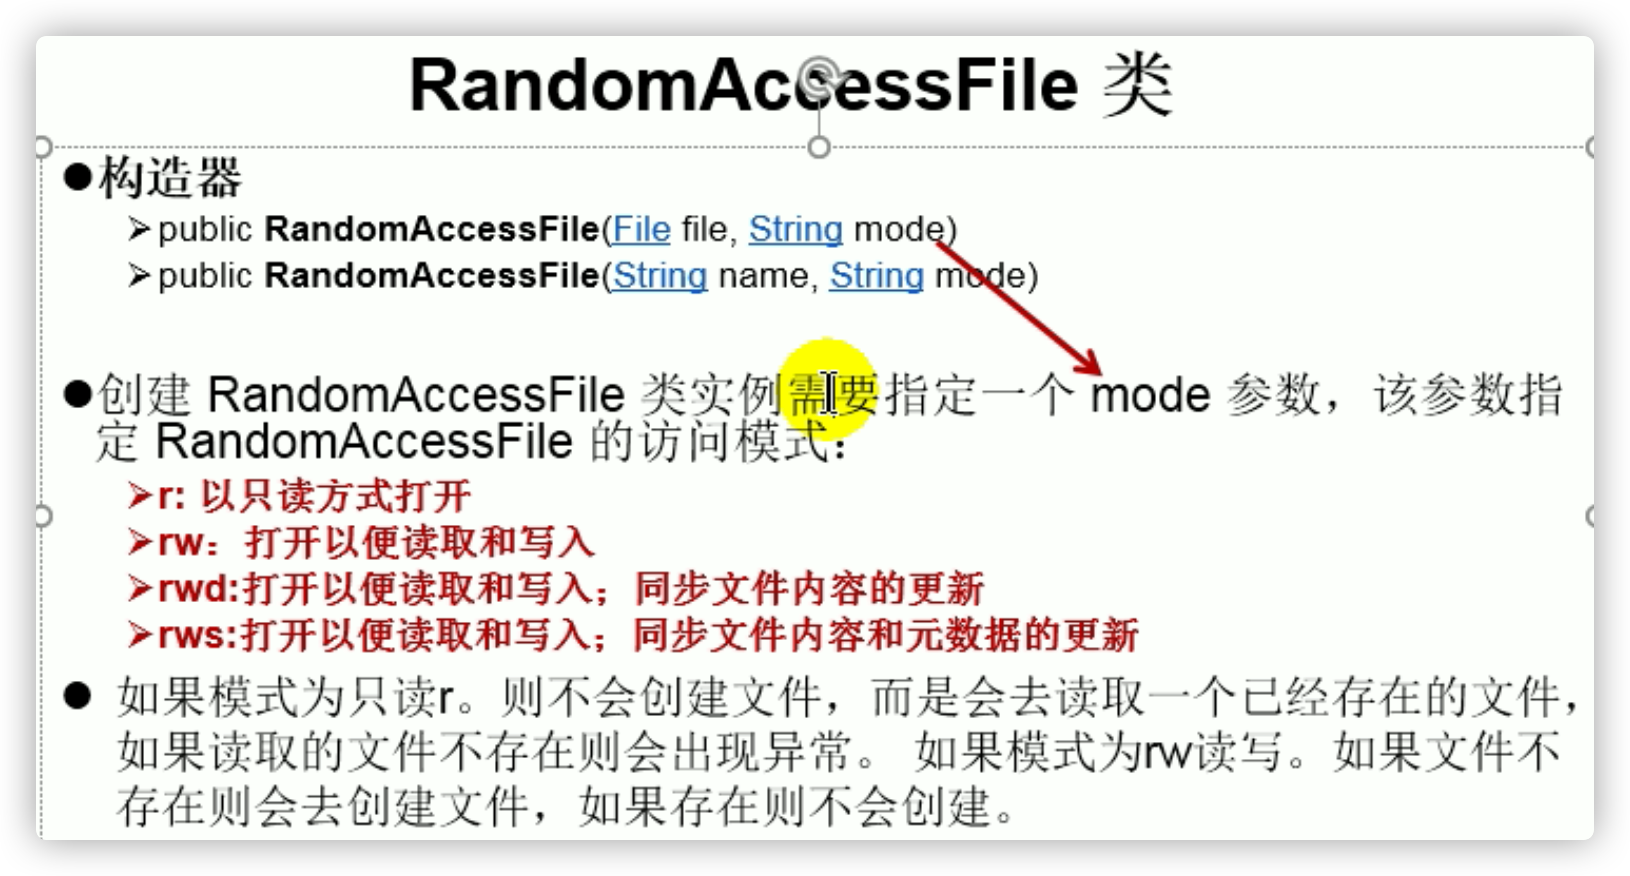 RandomAccessFile 类
●构造器
➢public RandomAccessFile(File file, String mode)
➢public RandomAccessFile(String name, String mode)
●创建 RandomAccessFile 类实例需要指定一个 mode 参数，该参数指
定 RandomAccessFile 的访问模式：
➢r: 以只读方式打开
➢rw：打开以便读取和写入
➢rwd:打开以便读取和写入；同步文件内容的更新
➢rws:打开以便读取和写入；同步文件内容和元数据的更新
● 如果模式为只读r。则不会创建文件，而是会去读取一个已经存在的文件，
如果读取的文件不存在则会出现异常。 如果模式为rw读写。如果文件不
存在则会去创建文件，如果存在则不会创建。